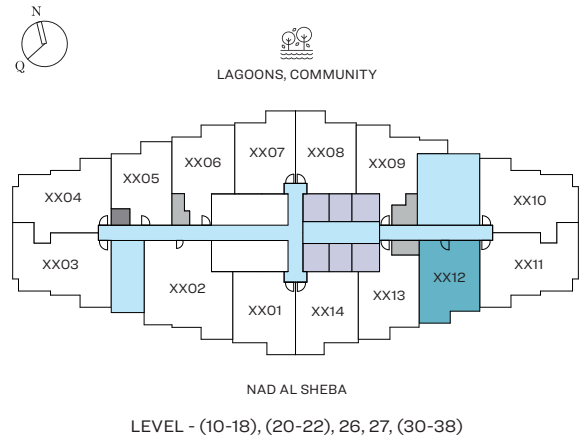 N
Q
LAGOONS, COMMUNITY
XX07 XX08
XX06 XX09
XX05
XX04 XX10
XX03 XX11
XX12
XX02 XX13
XX01 XX14
NAD AL SHEBA
LEVEL - (10-18), (20-22), 26, 27, (30-38)